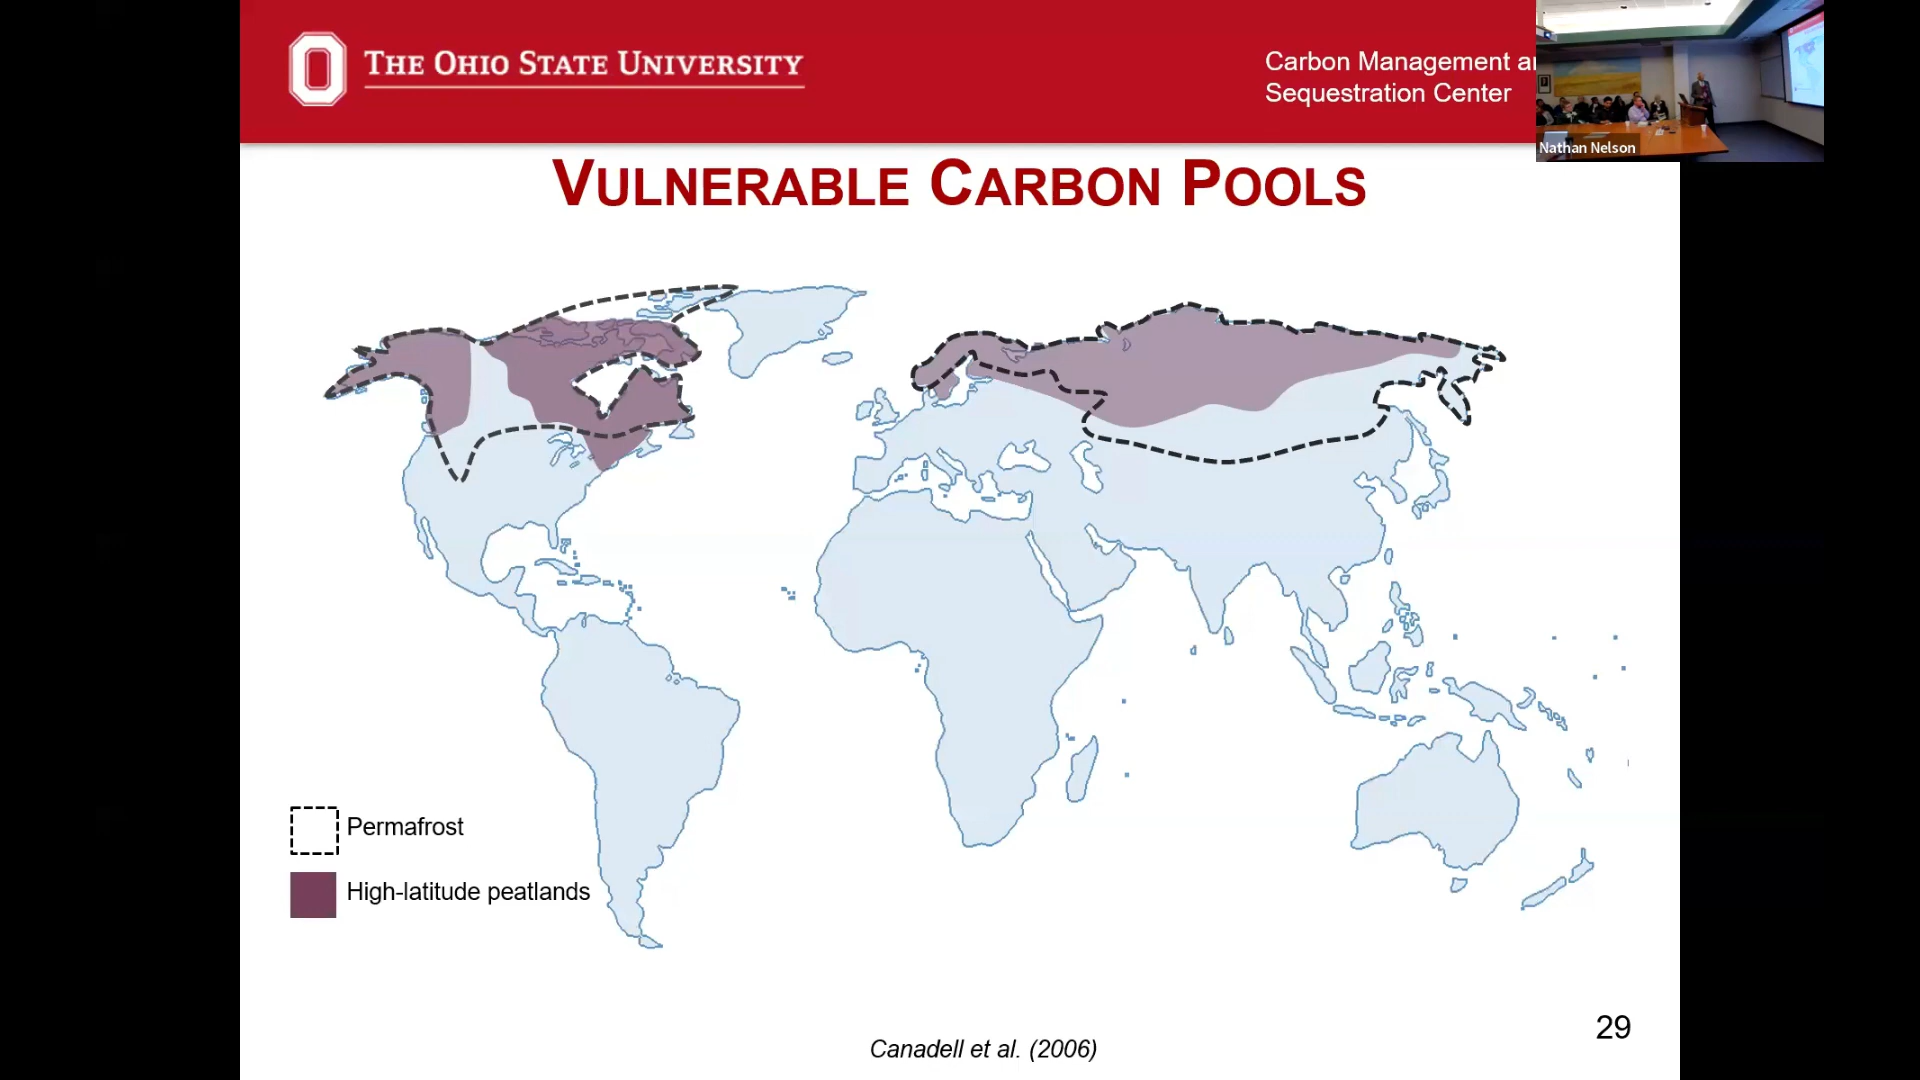 THE OHIO STATE UNIVERSITY
Carbon Management a
Sequestration Center
Nathan Nelson
VULNERABLE CARBON POOLS
Permafrost
High-latitude peatlands
29
Canadell et al. (2006)